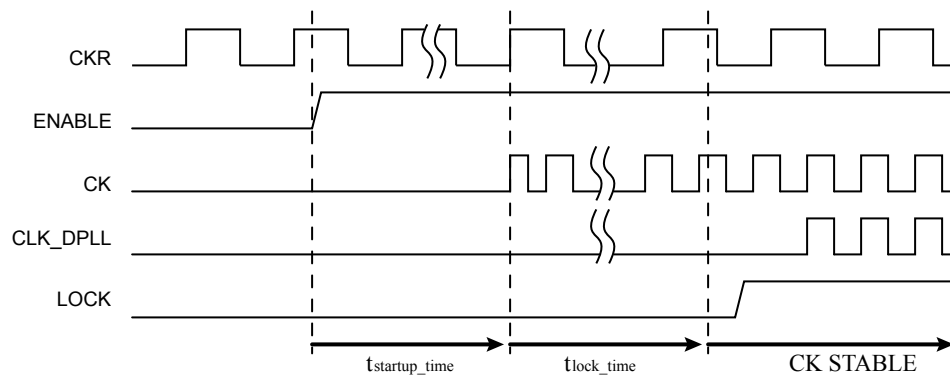 CKR
ENABLE
CK
CLK_DPLL
LOCK
tstartup_time tlock_time CK STABLE